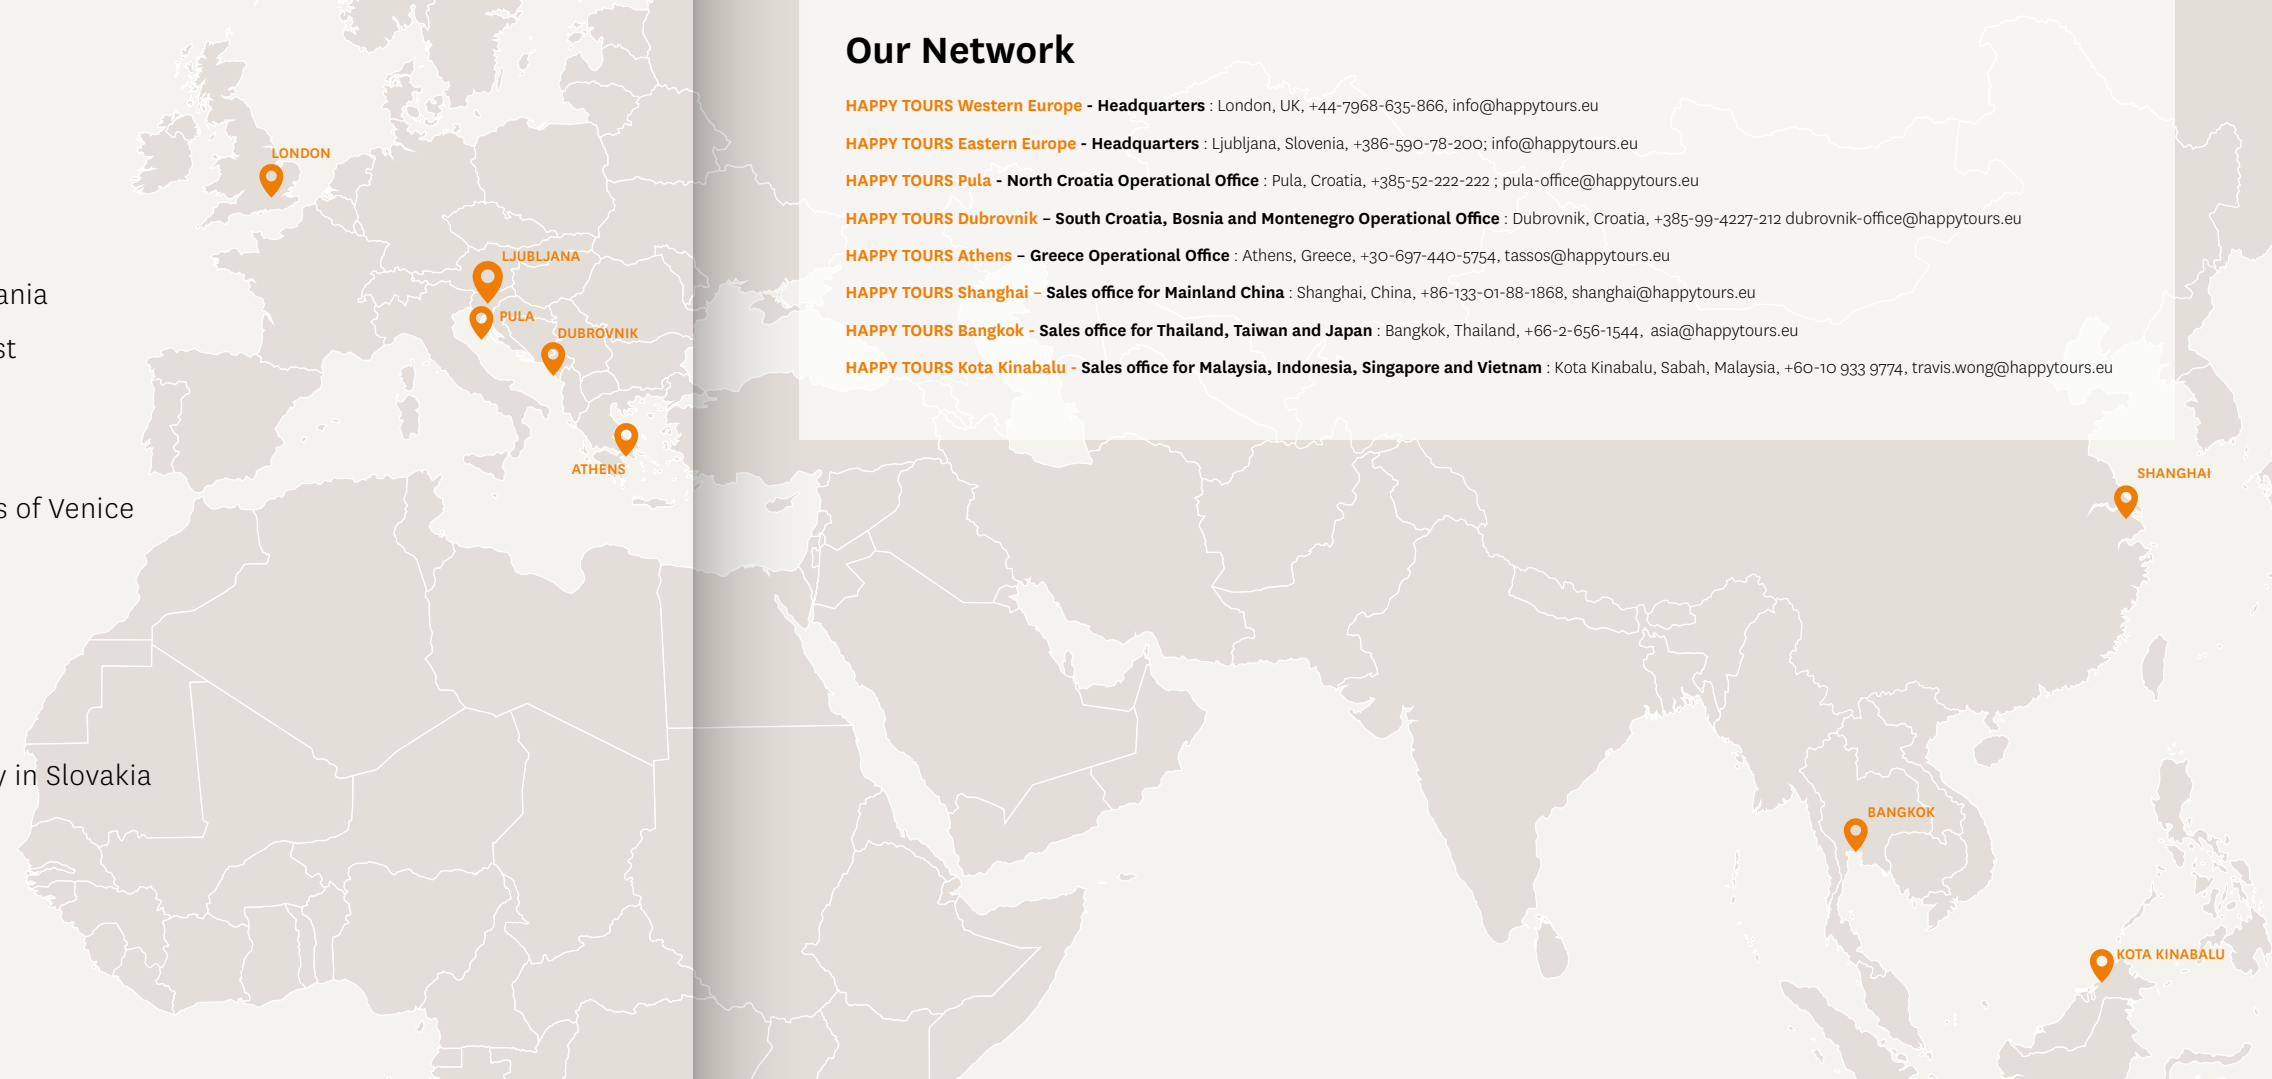 ania
st
s of Venice
y in Slovakia
LONDON
LJUBLJANA
PULA
DUBROVNIK
ATHENS
Our Network
HAPPY TOURS Western Europe - Headquarters : London, UK, +44-7968-635-866, info@happytours.eu
HAPPY TOURS Eastern Europe - Headquarters : Ljubljana, Slovenia, +386-590-78-200; info@happytours.eu
HAPPY TOURS Pula - North Croatia Operational Office : Pula, Croatia, +385-52-222-222 ; pula-office@happytours.eu
HAPPY TOURS Dubrovnik – South Croatia, Bosnia and Montenegro Operational Office : Dubrovnik, Croatia, +385-99-4227-212 dubrovnik-office@happytours.eu
HAPPY TOURS Athens – Greece Operational Office : Athens, Greece, +30-697-440-5754, tassos@happytours.eu
HAPPY TOURS Shanghai – Sales office for Mainland China : Shanghai, China, +86-133-01-88-1868, shanghai@happytours.eu
HAPPY TOURS Bangkok - Sales office for Thailand, Taiwan and Japan : Bangkok, Thailand, +66-2-656-1544, asia@happytours.eu
HAPPY TOURS Kota Kinabalu - Sales office for Malaysia, Indonesia, Singapore and Vietnam : Kota Kinabalu, Sabah, Malaysia, +60-10 933 9774, travis.wong@happytours.eu
SHANGHAI
BANGKOK
KOTA KINABALU